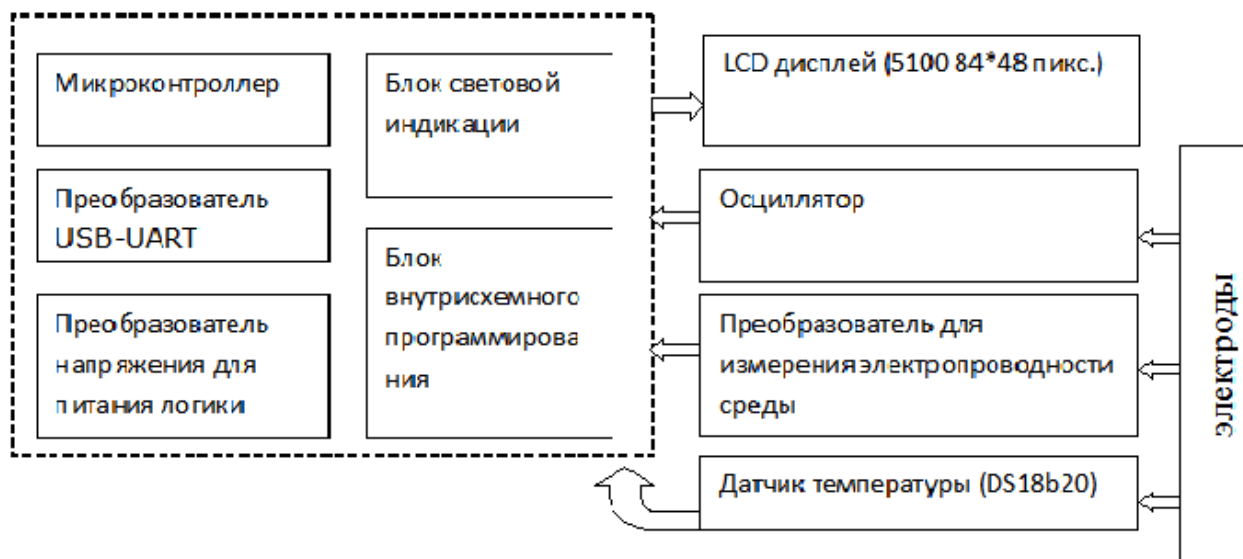 Микроконтроллер
Преобразователь
USB-UART
Преобразователь
напряжения для
питания логики
Блок световой
индикации
Блок
внутрисхемного
программирова
ния
LCD дисплей (5100 84*48 пикс.)
Осциллятор
Преобразователь для
измерения электропроводности
среды
Датчик температуры (DS18b20)
электроды